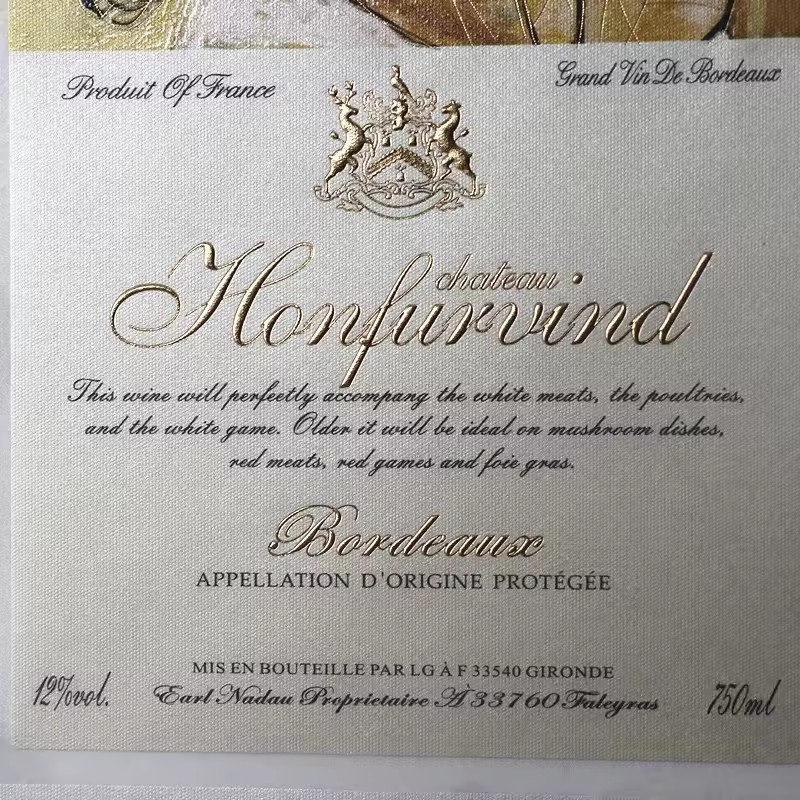 Produit Of France
Grand Vin De Bordeaux
chateau
Honfurvind
This wine will perfectly accompang the white meats, the poultries,
and the white game. Older it will be ideal on mushroom dishes,
red meats, red games and foie gras.
Bordeaux
APPELLATION D'ORIGINE PROTÉGÉE
MIS EN BOUTEILLE PAR LG À F 33540 GIRONDE
12%vol.
Earl Nadau Proprietaire À 33760 Faleyras
750ml